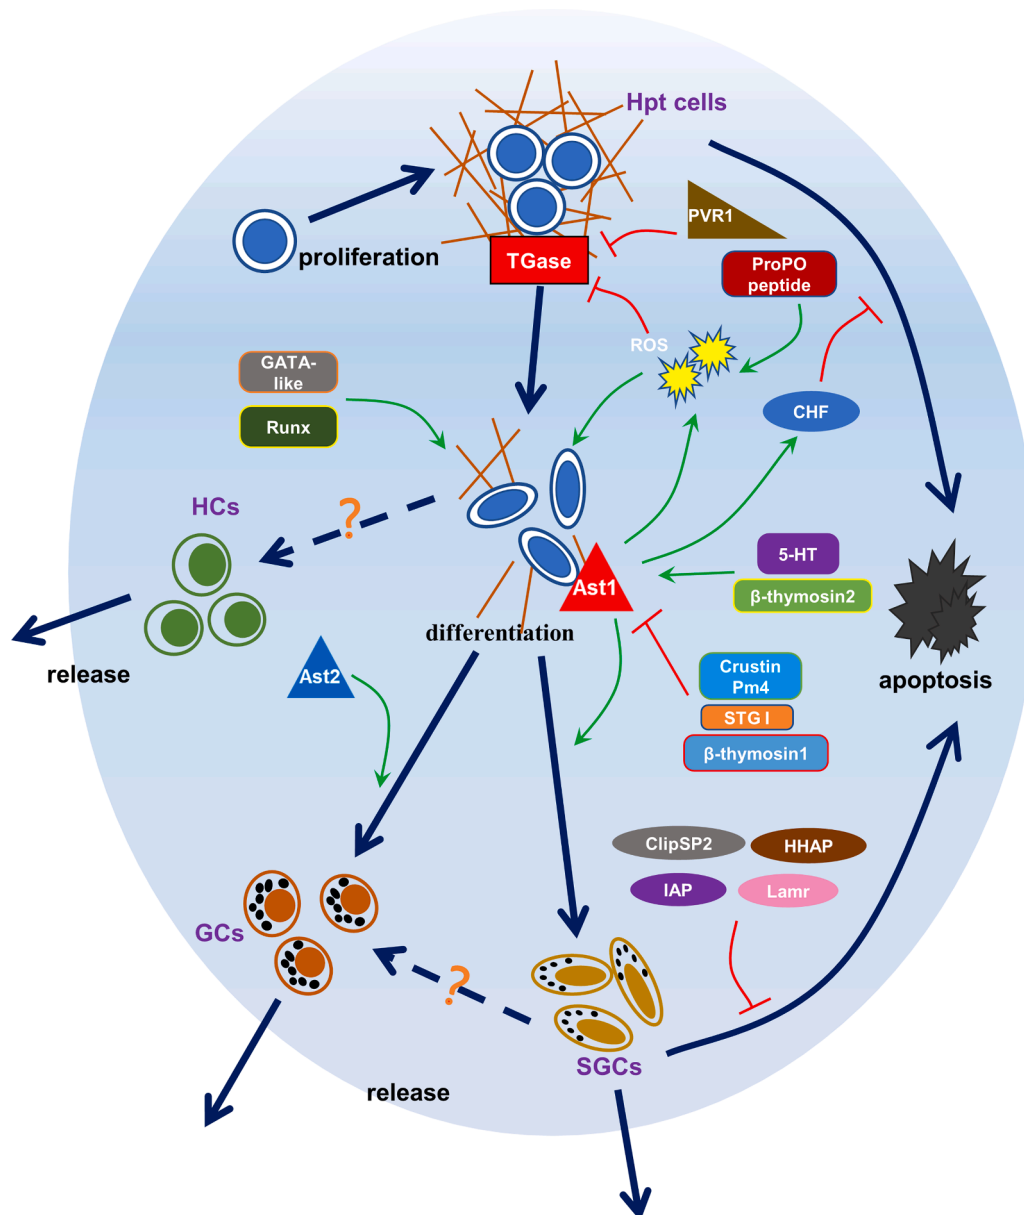 Hpt cells
PVR1
proliferation
TGase
ProPO
peptide
ROS
GATA-
like
Runx
CHF
HCs
?
5-HT
β-thymosin2
Ast1
differentiation
release
Ast2
Crustin
Pm4
STG I
β-thymosin1
apoptosis
ClipSP2
HHAP
IAP
Lamr
GCs
?
SGCs
release